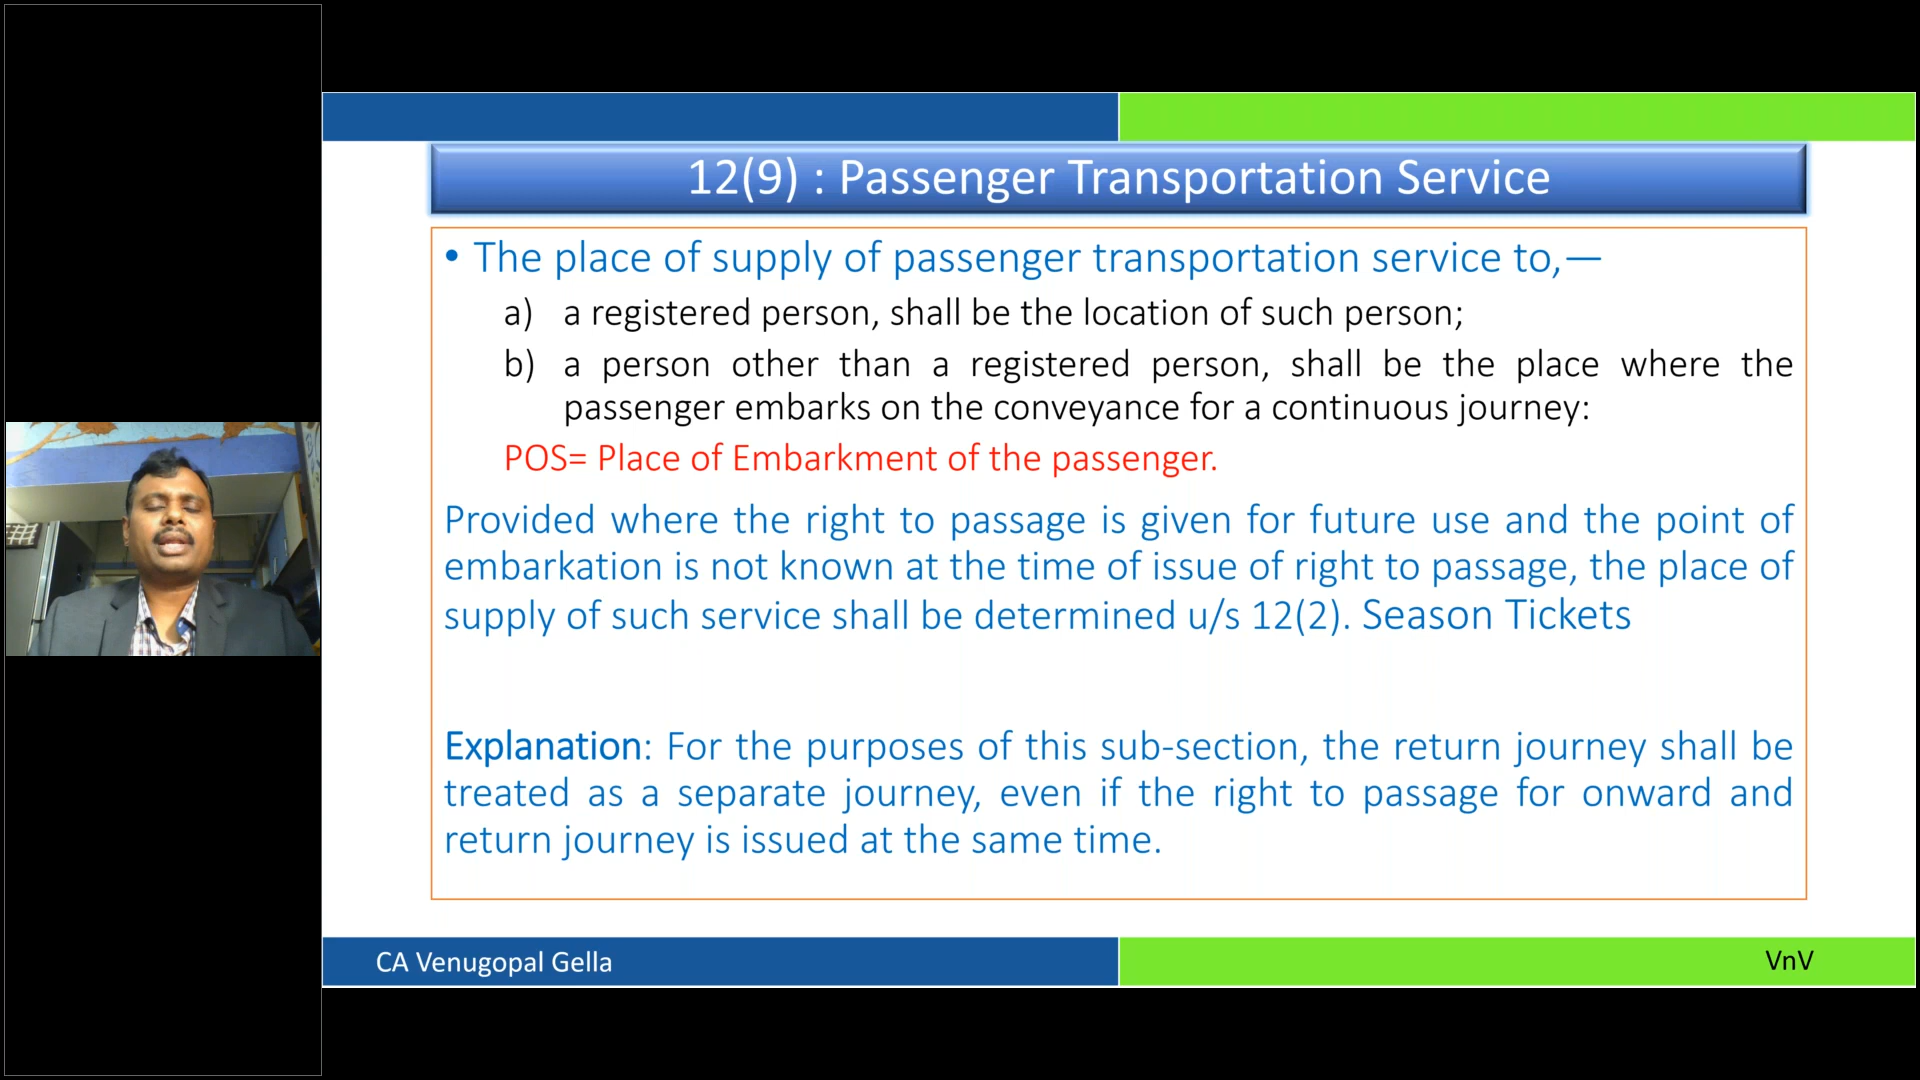 12(9) : Passenger Transportation Service
• The place of supply of passenger transportation service to,—
a) a registered person, shall be the location of such person;
b) a person other than a registered person, shall be the place where the
passenger embarks on the conveyance for a continuous journey:
POS= Place of Embarkment of the passenger.
Provided where the right to passage is given for future use and the point of
embarkation is not known at the time of issue of right to passage, the place of
supply of such service shall be determined u/s 12(2). Season Tickets
Explanation: For the purposes of this sub-section, the return journey shall be
treated as a separate journey, even if the right to passage for onward and
return journey is issued at the same time.
CA Venugopal Gella
VnV